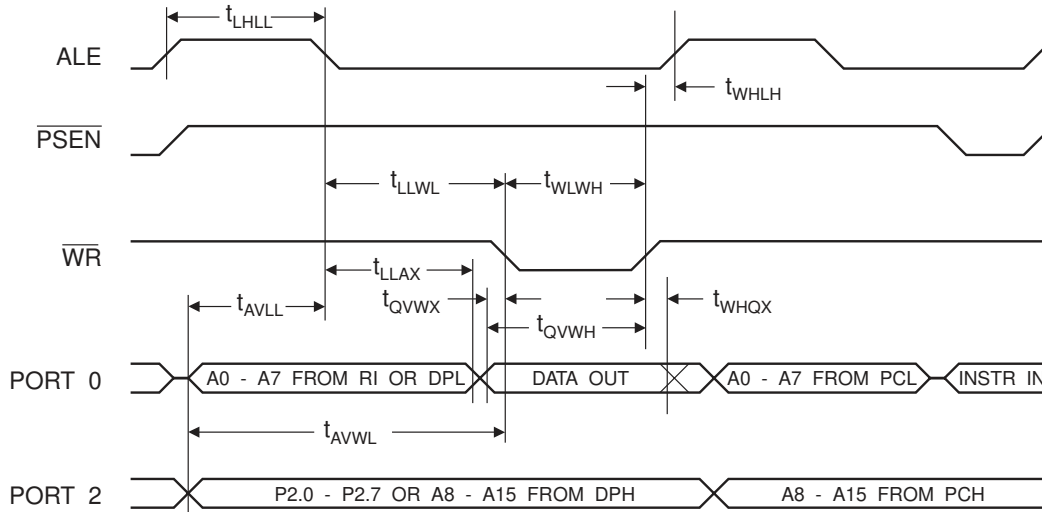 tLHLL
ALE
tWHLH
PSEN
tLLWL
tWLWH
WR
tLLAX
tAVLL
tQVWX
tWHQX
tQVWH
PORT 0
A0 - A7 FROM RI OR DPL
DATA OUT
A0 - A7 FROM PCL
INSTR IN
tAVWL
PORT 2
P2.0 - P2.7 OR A8 - A15 FROM DPH
A8 - A15 FROM PCH